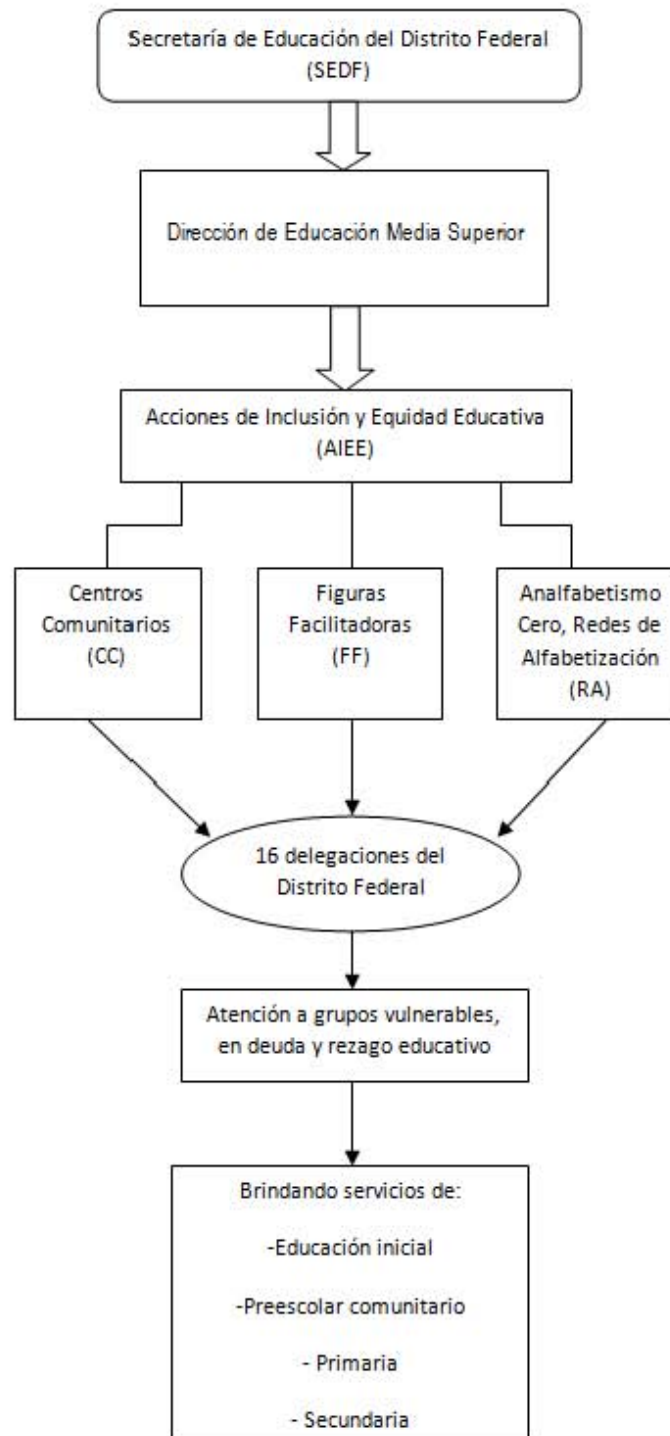 Secretaría de Educación del Distrito Federal
(SEDF)
Dirección de Educación Media Superior
Acciones de Inclusión y Equidad Educativa
(AIEE)
Centros
Comunitarios
(CC)
Figuras
Facilitadoras
(FF)
Analfabetismo
Cero, Redes de
Alfabetización
(RA)
16 delegaciones del
Distrito Federal
Atención a grupos vulnerables,
en deuda y rezago educativo
Brindando servicios de:
-Educación inicial
-Preescolar comunitario
- Primaria
- Secundaria